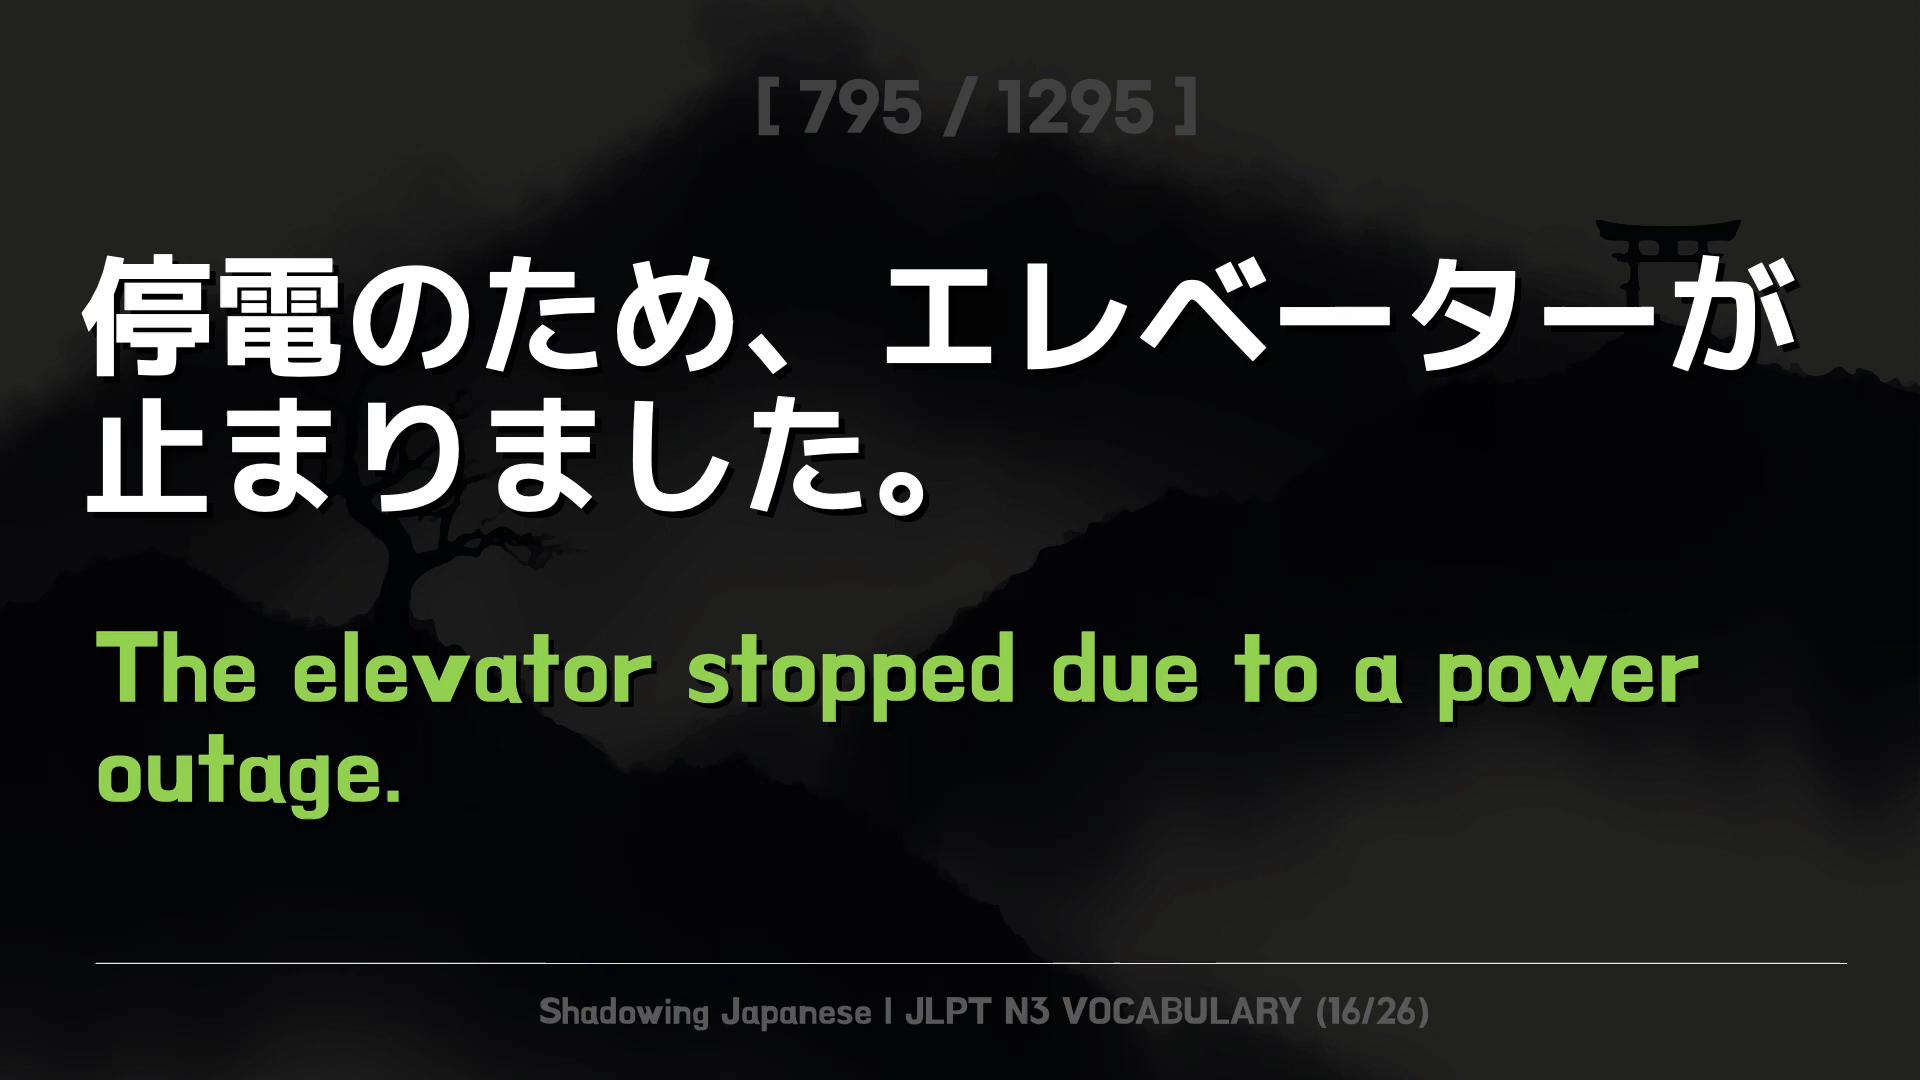 [ 795 / 1295 ]
停電のため、エレベーターが
止まりました。
The elevator stopped due to a power
outage.
Shadowing Japanese | JLPT N3 VOCABULARY (16/26)